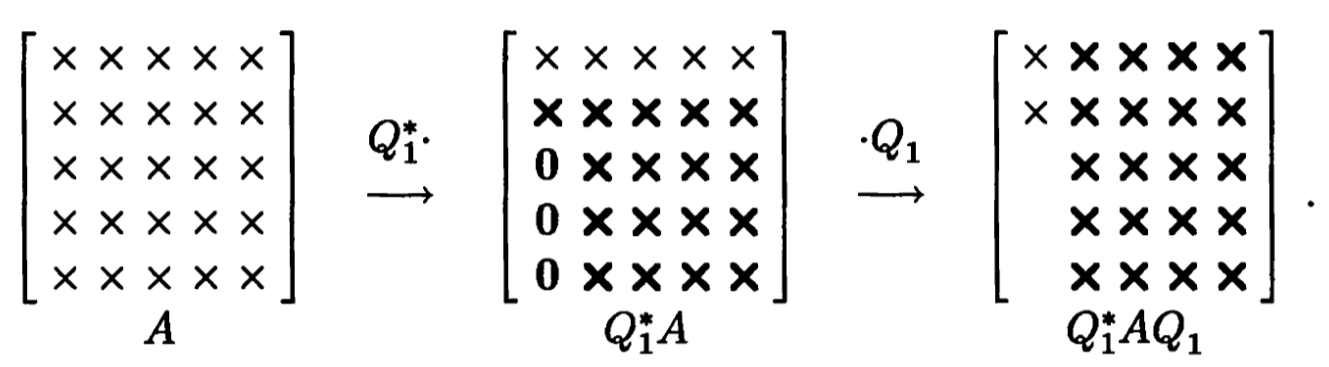 [ × × × × × ] [ × × × × × ] [ × 𝐗 𝐗 𝐗 𝐗 ]
[ × × × × × ] Q₁*· [ 𝐗 𝐗 𝐗 𝐗 𝐗 ] ·Q₁ [ × 𝐗 𝐗 𝐗 𝐗 ]
[ × × × × × ] ⟶ [ 0 𝐗 𝐗 𝐗 𝐗 ] ⟶ [ 𝐗 𝐗 𝐗 𝐗 ] .
[ × × × × × ] [ 0 𝐗 𝐗 𝐗 𝐗 ] [ 𝐗 𝐗 𝐗 𝐗 ]
[ × × × × × ] [ 0 𝐗 𝐗 𝐗 𝐗 ] [ 𝐗 𝐗 𝐗 𝐗 ]
A Q₁*A Q₁*AQ₁